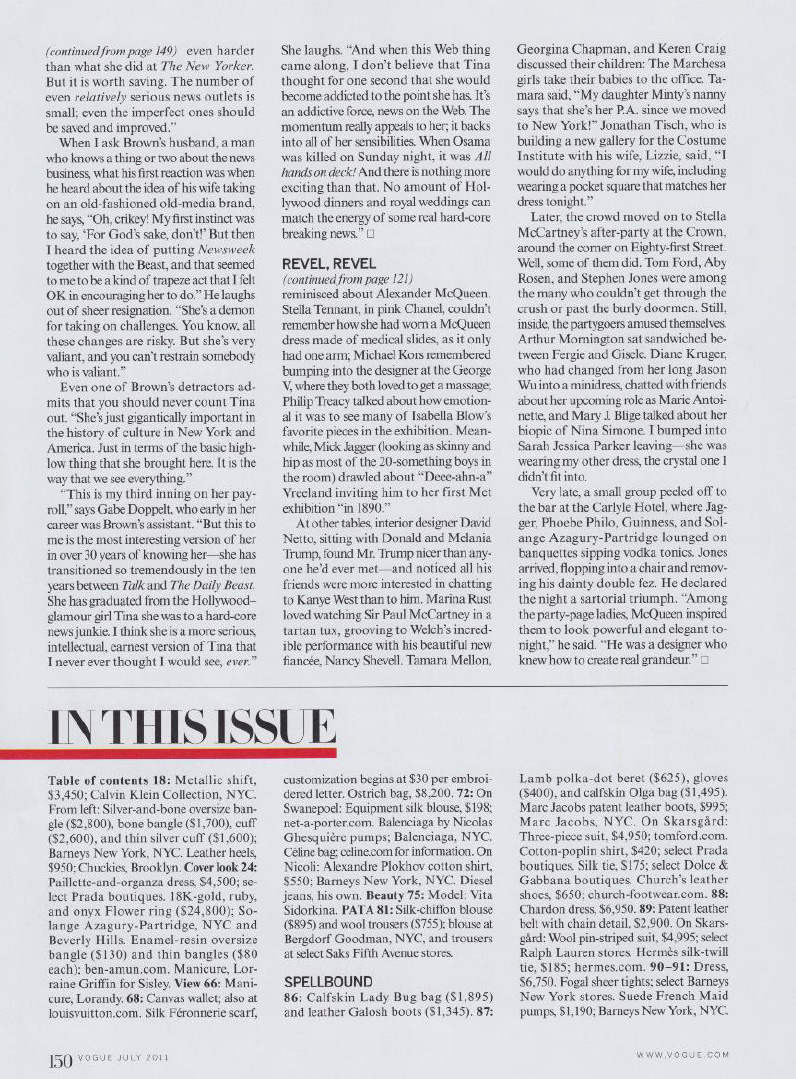 (continued from page 149) even harder
than what she did at The New Yorker.
But it is worth saving. The number of
even relatively serious news outlets is
small; even the imperfect ones should
be saved and improved.”
When I ask Brown’s husband, a man
who knows a thing or two about the news
business, what his first reaction was when
he heard about the idea of his wife taking
on an old-fashioned old-media brand,
he says, “Oh, crikey! My first instinct was
to say, ‘For God’s sake, don’t!’ But then
I heard the idea of putting Newsweek
together with the Beast, and that seemed
to me to be a kind of trapeze act that I felt
OK in encouraging her to do.” He laughs
out of sheer resignation. “She’s a demon
for taking on challenges. You know, all
these changes are risky. But she’s very
valiant, and you can’t restrain somebody
who is valiant.”
Even one of Brown’s detractors ad-
mits that you should never count Tina
out. “She’s just gigantically important in
the history of culture in New York and
America. Just in terms of the basic high-
low thing that she brought here. It is the
way that we see everything.”
“This is my third inning on her pay-
roll,” says Gabe Doppelt, who early in her
career was Brown’s assistant. “But this to
me is the most interesting version of her
in over 30 years of knowing her—she has
transitioned so tremendously in the ten
years between Talk and The Daily Beast.
She has graduated from the Hollywood–
glamour girl Tina she was to a hard-core
news junkie. I think she is a more serious,
intellectual, earnest version of Tina that
I never ever thought I would see, ever.”
She laughs. “And when this Web thing
came along, I don’t believe that Tina
thought for one second that she would
become addicted to the point she has. It’s
an addictive force, news on the Web. The
momentum really appeals to her; it backs
into all of her sensibilities. When Osama
was killed on Sunday night, it was All
hands on deck! And there is nothing more
exciting than that. No amount of Hol-
lywood dinners and royal weddings can
match the energy of some real hard-core
breaking news.” □
REVEL, REVEL
(continued from page 121)
reminisced about Alexander McQueen.
Stella Tennant, in pink Chanel, couldn’t
remember how she had worn a McQueen
dress made of medical slides, as it only
had one arm; Michael Kors remembered
bumping into the designer at the George
V, where they both loved to get a massage;
Philip Treacy talked about how emotion-
al it was to see many of Isabella Blow’s
favorite pieces in the exhibition. Mean-
while, Mick Jagger (looking as skinny and
hip as most of the 20-something boys in
the room) drawled about “Deee-ahn-a”
Vreeland inviting him to her first Met
exhibition “in 1890.”
At other tables, interior designer David
Netto, sitting with Donald and Melania
Trump, found Mr. Trump nicer than any-
one he’d ever met—and noticed all his
friends were more interested in chatting
to Kanye West than to him. Marina Rust
loved watching Sir Paul McCartney in a
tartan tux, grooving to Welch’s incred-
ible performance with his beautiful new
fiancée, Nancy Shevell. Tamara Mellon,
Georgina Chapman, and Keren Craig
discussed their children: The Marchesa
girls take their babies to the office. Ta-
mara said, “My daughter Minty’s nanny
says that she’s her P.A. since we moved
to New York!” Jonathan Tisch, who is
building a new gallery for the Costume
Institute with his wife, Lizzie, said, “I
would do anything for my wife, including
wearing a pocket square that matches her
dress tonight.”
Later, the crowd moved on to Stella
McCartney’s after-party at the Crown,
around the corner on Eighty-first Street.
Well, some of them did. Tom Ford, Aby
Rosen, and Stephen Jones were among
the many who couldn’t get through the
crush or past the burly doormen. Still,
inside, the partygoers amused themselves.
Arthur Mornington sat sandwiched be-
tween Fergie and Gisele. Diane Kruger,
who had changed from her long Jason
Wu into a minidress, chatted with friends
about her upcoming role as Marie Antoi-
nette, and Mary J. Blige talked about her
biopic of Nina Simone. I bumped into
Sarah Jessica Parker leaving—she was
wearing my other dress, the crystal one I
didn’t fit into.
Very late, a small group peeled off to
the bar at the Carlyle Hotel, where Jag-
ger, Phoebe Philo, Guinness, and Sol-
ange Azagury-Partridge lounged on
banquettes sipping vodka tonics. Jones
arrived, flopping into a chair and remov-
ing his dainty double fez. He declared
the night a sartorial triumph. “Among
the party-page ladies, McQueen inspired
them to look powerful and elegant to-
night,” he said. “He was a designer who
knew how to create real grandeur.” □
IN THIS ISSUE
Table of contents 18: Metallic shift,
$3,450; Calvin Klein Collection, NYC.
From left: Silver-and-bone oversize ban-
gle ($2,800), bone bangle ($1,700), cuff
($2,600), and thin silver cuff ($1,600);
Barneys New York, NYC. Leather heels,
$950; Chuckies, Brooklyn. Cover look 24:
Paillette-and-organza dress, $4,500; se-
lect Prada boutiques. 18K-gold, ruby,
and onyx Flower ring ($24,800); So-
lange Azagury-Partridge, NYC and
Beverly Hills. Enamel-resin oversize
bangle ($130) and thin bangles ($80
each); ben-amun.com. Manicure, Lor-
raine Griffin for Sisley. View 66: Mani-
cure, Lorandy. 68: Canvas wallet; also at
louisvuitton.com. Silk Féronnerie scarf,
customization begins at $30 per embroi-
dered letter. Ostrich bag, $8,200. 72: On
Swanepoel: Equipment silk blouse, $198;
net-a-porter.com. Balenciaga by Nicolas
Ghesquière pumps; Balenciaga, NYC.
Céline bag; celine.com for information. On
Nicoli: Alexandre Plokhov cotton shirt,
$550; Barneys New York, NYC. Diesel
jeans, his own. Beauty 75: Model: Vita
Sidorkina. PATA 81: Silk-chiffon blouse
($895) and wool trousers ($755); blouse at
Bergdorf Goodman, NYC, and trousers
at select Saks Fifth Avenue stores.
SPELLBOUND
86: Calfskin Lady Bug bag ($1,895)
and leather Galosh boots ($1,345). 87:
Lamb polka-dot beret ($625), gloves
($400), and calfskin Olga bag ($1,495).
Marc Jacobs patent leather boots, $995;
Marc Jacobs, NYC. On Skarsgård:
Three-piece suit, $4,950; tomford.com.
Cotton-poplin shirt, $420; select Prada
boutiques. Silk tie, $175; select Dolce &
Gabbana boutiques. Church’s leather
shoes, $650; church-footwear.com. 88:
Chardon dress, $6,950. 89: Patent leather
belt with chain detail, $2,900. On Skars-
gård: Wool pin-striped suit, $4,995; select
Ralph Lauren stores. Hermès silk-twill
tie, $185; hermes.com. 90–91: Dress,
$6,750. Fogal sheer tights; select Barneys
New York stores. Suede French Maid
pumps, $1,190; Barneys New York, NYC.
150 VOGUE JULY 2011
WWW.VOGUE.COM